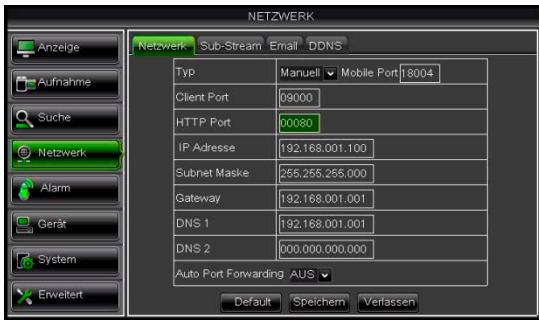 NETZWERK
Anzeige
Aufnahme
Suche
Netzwerk
Alarm
Gerät
System
Erweitert
Netzwerk Sub-Stream Email DDNS
Typ Manuell Mobile Port 18004
Client Port 09000
HTTP Port 00080
IP Adresse 192.168.001.100
Subnet Maske 255.255.255.000
Gateway 192.168.001.001
DNS 1 192.168.001.001
DNS 2 000.000.000.000
Auto Port Forwarding AUS
Default Speichern Verlassen